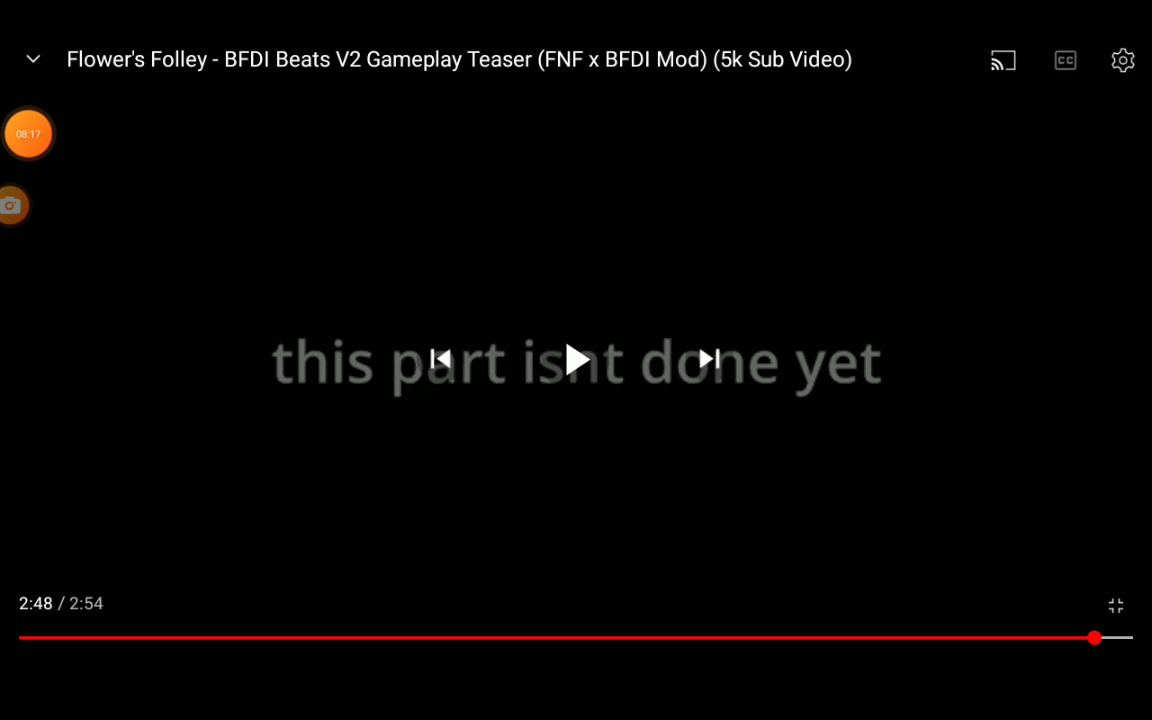 Flower's Folley - BFDI Beats V2 Gameplay Teaser (FNF x BFDI Mod) (5k Sub Video)
CC
08:17
this part isnt done yet
2:48 / 2:54